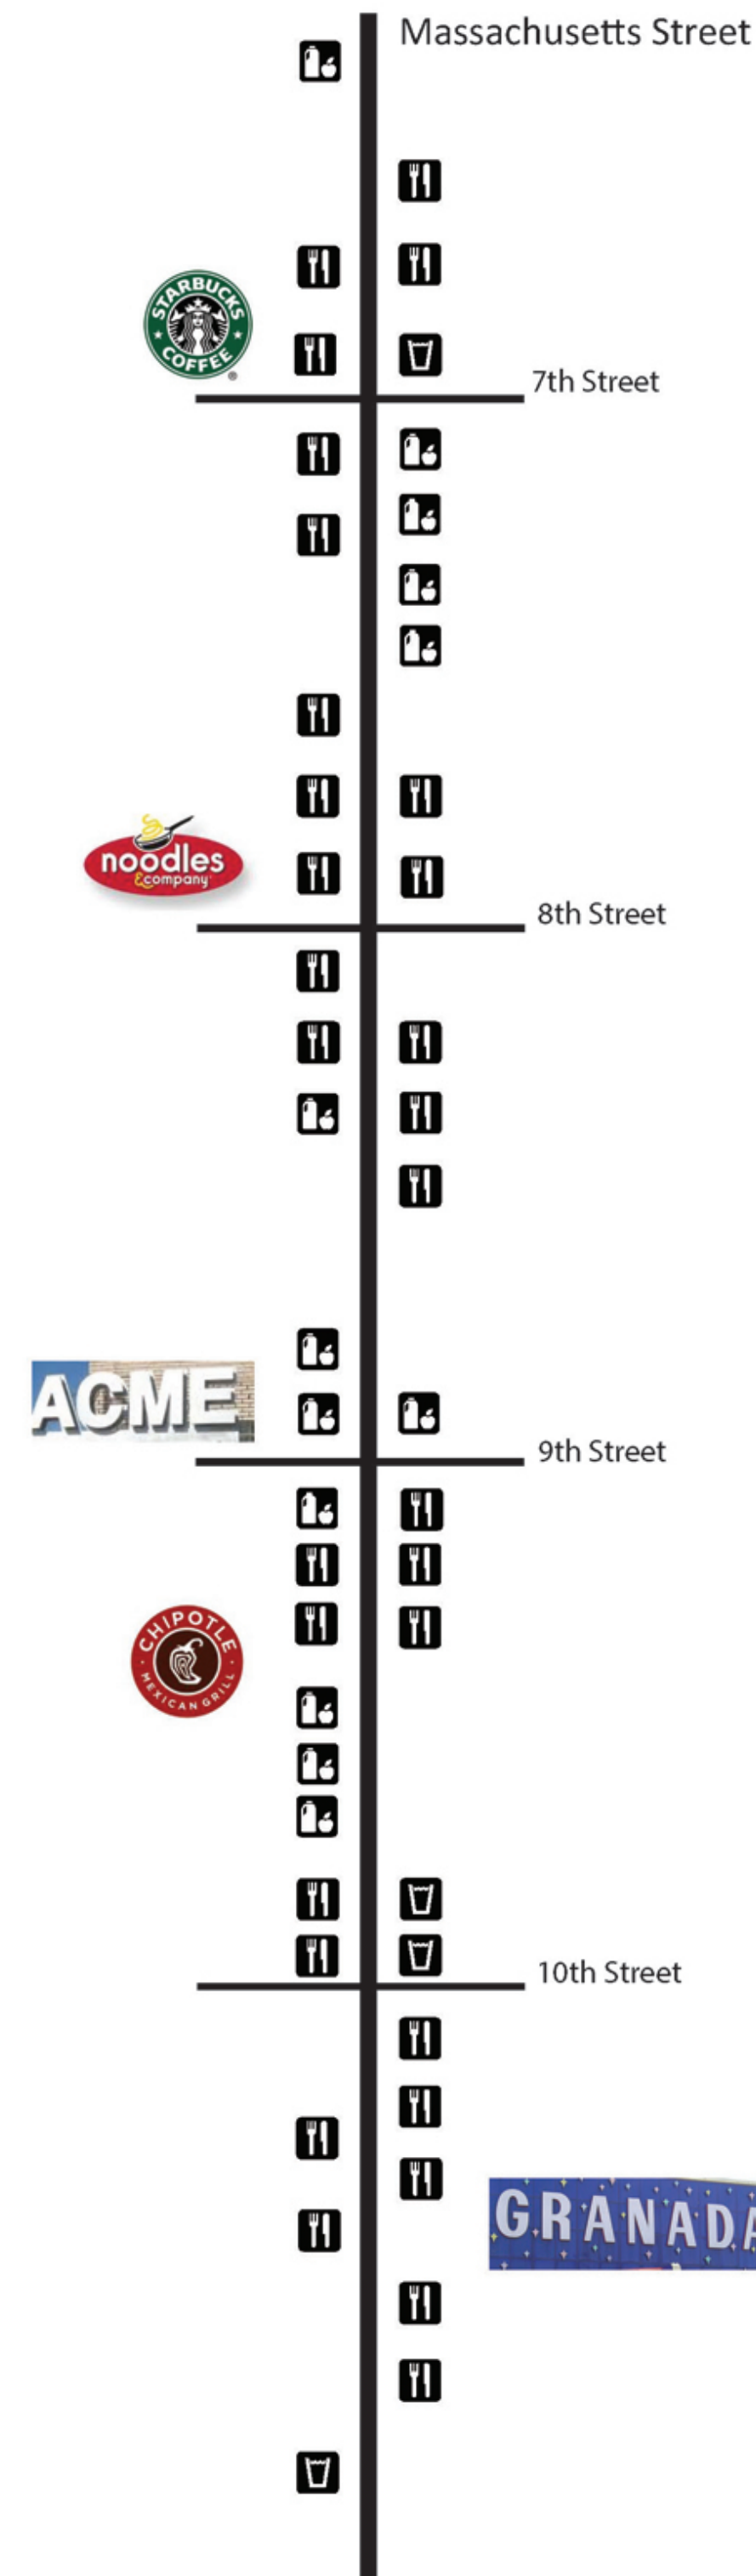 Massachusetts Street
STARBUCKS
COFFEE
®
7th Street
noodles
&company
8th Street
ACME
9th Street
CHIPOTLE
MEXICAN GRILL
10th Street
GRANADA